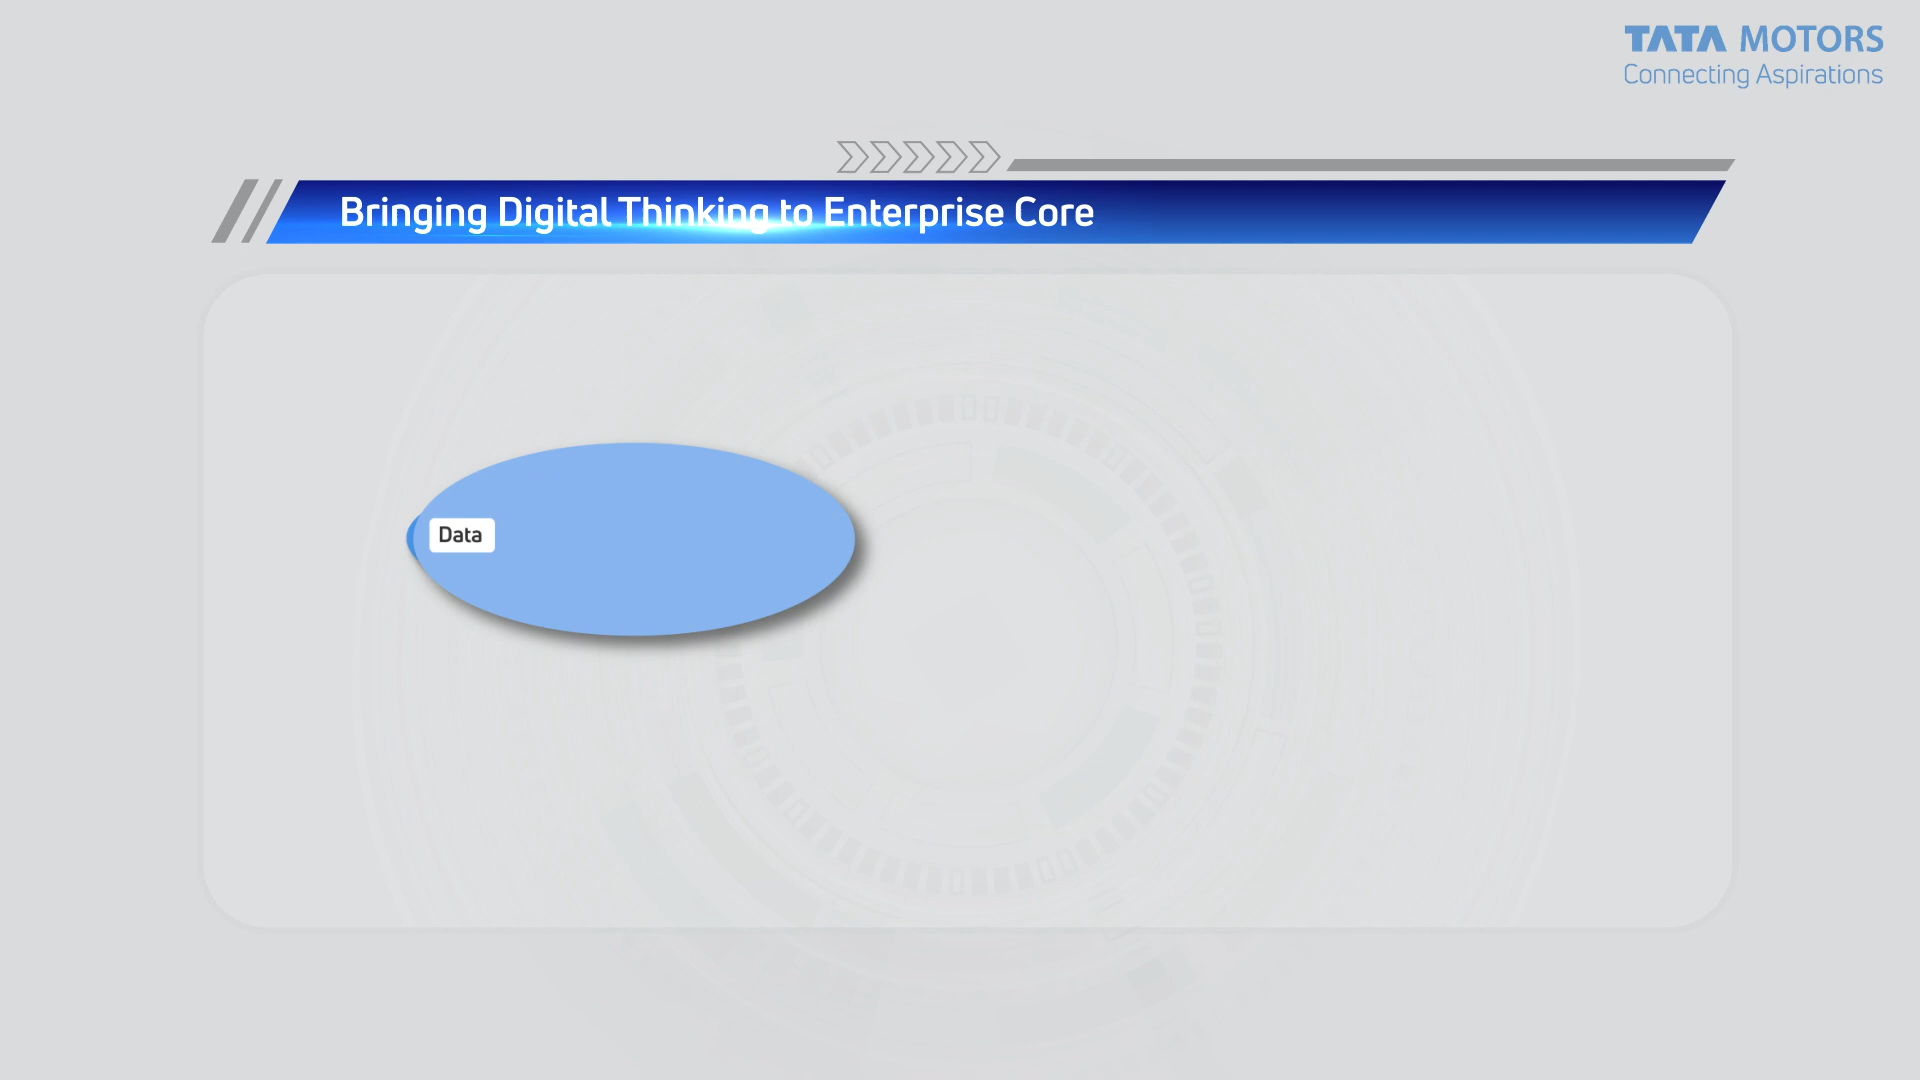 TATA MOTORS
Connecting Aspirations
Bringing Digital Thinking to Enterprise Core
Data